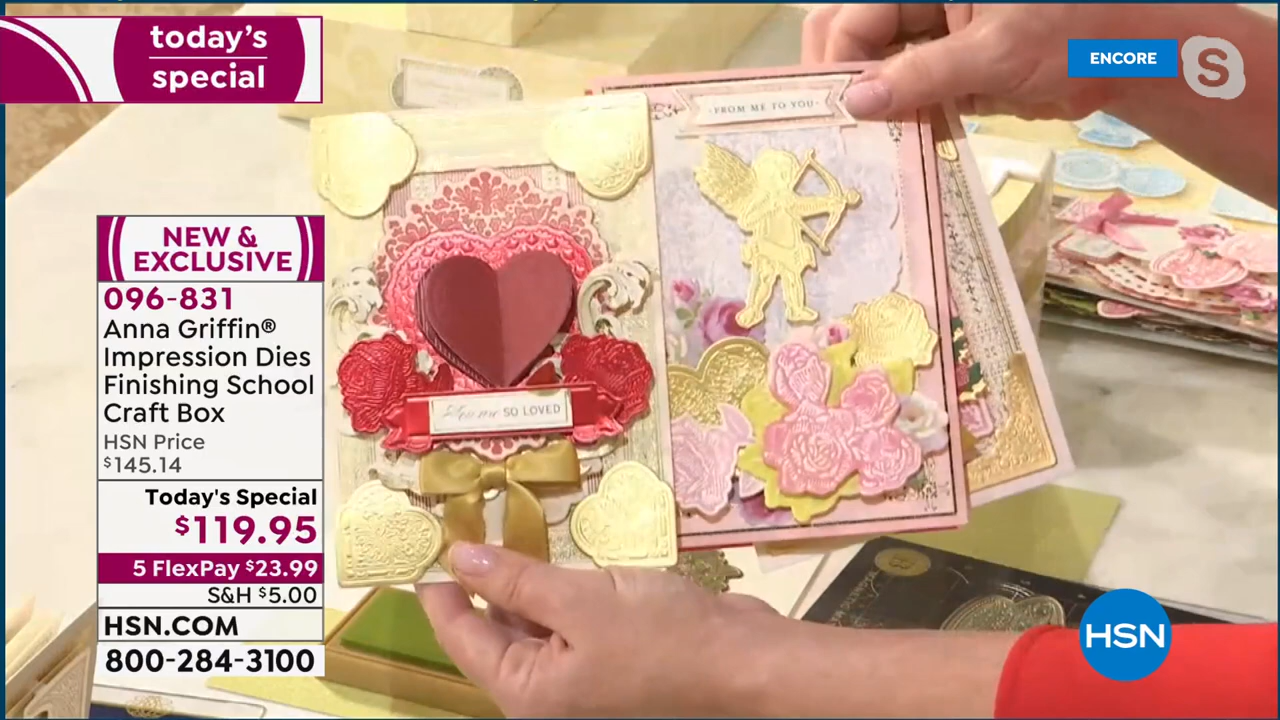 today's
special
ENCORE
S
FROM ME TO YOU
NEW &
EXCLUSIVE
096-831
Anna Griffin®
Impression Dies
Finishing School
Craft Box
HSN Price
$145.14
Today's Special
$119.95
5 FlexPay $23.99
S&H $5.00
HSN.COM
800-284-3100
You are SO LOVED
HSN